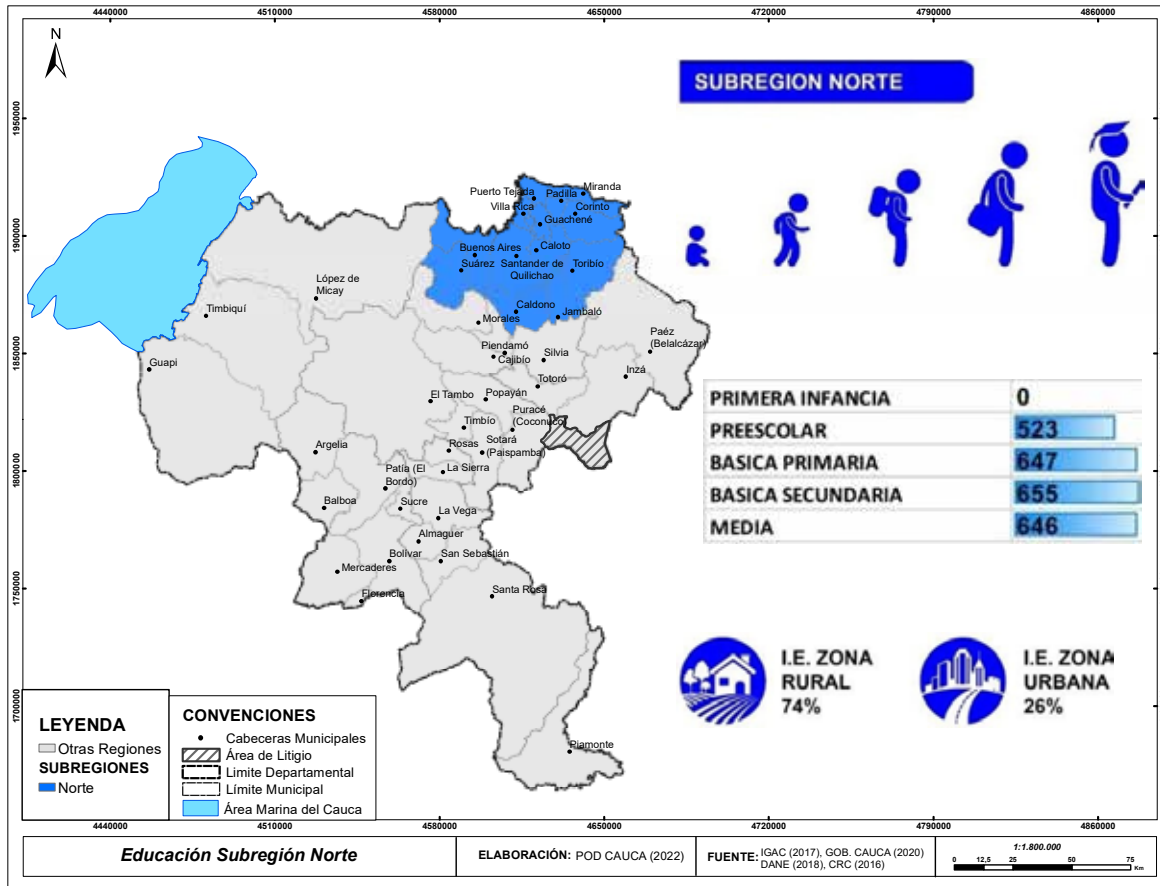 4440000 4510000 4580000 4650000 4720000 4790000 4860000
N
SUBREGION NORTE
1950000
1900000
1850000
1800000
1750000
1700000
Puerto Tejada
Padilla
Miranda
Villa Rica
Corinto
Guachené
Buenos Aires
Caloto
Suárez
Santander de
Quilichao
Toribío
López de
Micay
Timbiquí
Caldono
Jambaló
Morales
Guapi
Piendamó
Cajibío
Silvia
Paéz
(Belalcázar)
Inzá
Totoró
El Tambo
Popayán
Puracé
(Coconuco)
Timbío
Argelia
Rosas
Sotará
(Paispamba)
La Sierra
Patía (El
Bordo)
Balboa
Sucre
La Vega
Almaguer
Bolívar
San Sebastián
Mercaderes
Florencia
Santa Rosa
Piamonte
PRIMERA INFANCIA 0
PREESCOLAR 523
BASICA PRIMARIA 647
BASICA SECUNDARIA 655
MEDIA 646
I.E. ZONA
RURAL
74%
I.E. ZONA
URBANA
26%
LEYENDA
Otras Regiones
SUBREGIONES
Norte
CONVENCIONES
Cabeceras Municipales
Área de Litigio
Limite Departamental
Límite Municipal
Área Marina del Cauca
4440000 4510000 4580000 4650000 4720000 4790000 4860000
Educación Subregión Norte
ELABORACIÓN: POD CAUCA (2022)
FUENTE: IGAC (2017), GOB. CAUCA (2020)
DANE (2018), CRC (2016)
1:1.800.000
0 12,5 25 50 75
Km